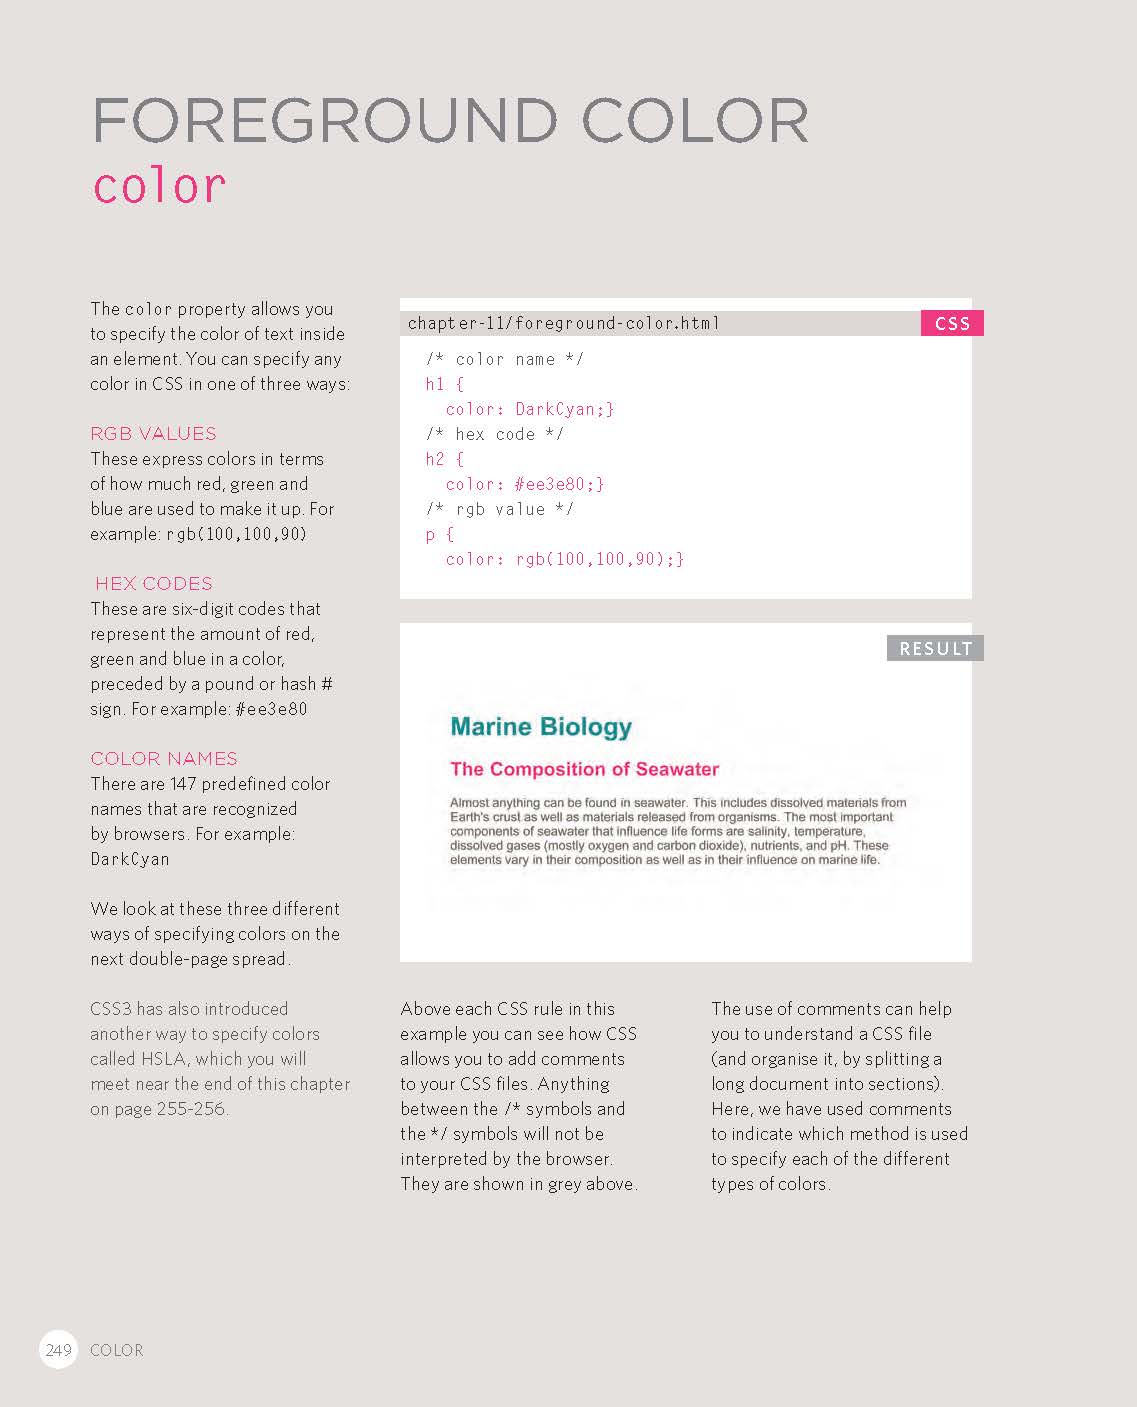 FOREGROUND COLOR
color
The color property allows you
to specify the color of text inside
an element. You can specify any
color in CSS in one of three ways:
RGB VALUES
These express colors in terms
of how much red, green and
blue are used to make it up. For
example: rgb(100,100,90)
HEX CODES
These are six-digit codes that
represent the amount of red,
green and blue in a color,
preceded by a pound or hash #
sign. For example: #ee3e80
COLOR NAMES
There are 147 predefined color
names that are recognized
by browsers. For example:
DarkCyan
We look at these three different
ways of specifying colors on the
next double-page spread.
CSS3 has also introduced
another way to specify colors
called HSLA, which you will
meet near the end of this chapter
on page 255-256.
chapter-11/foreground-color.html
CSS
/* color name */
h1 {
color: DarkCyan;}
/* hex code */
h2 {
color: #ee3e80;}
/* rgb value */
p {
color: rgb(100,100,90);}
RESULT
Marine Biology
The Composition of Seawater
Almost anything can be found in seawater. This includes dissolved materials from
Earth's crust as well as materials released from organisms. The most important
components of seawater that influence life forms are salinity, temperature,
dissolved gases (mostly oxygen and carbon dioxide), nutrients, and pH. These
elements vary in their composition as well as in their influence on marine life.
Above each CSS rule in this
example you can see how CSS
allows you to add comments
to your CSS files. Anything
between the /* symbols and
the */ symbols will not be
interpreted by the browser.
They are shown in grey above.
The use of comments can help
you to understand a CSS file
(and organise it, by splitting a
long document into sections).
Here, we have used comments
to indicate which method is used
to specify each of the different
types of colors.
249 COLOR